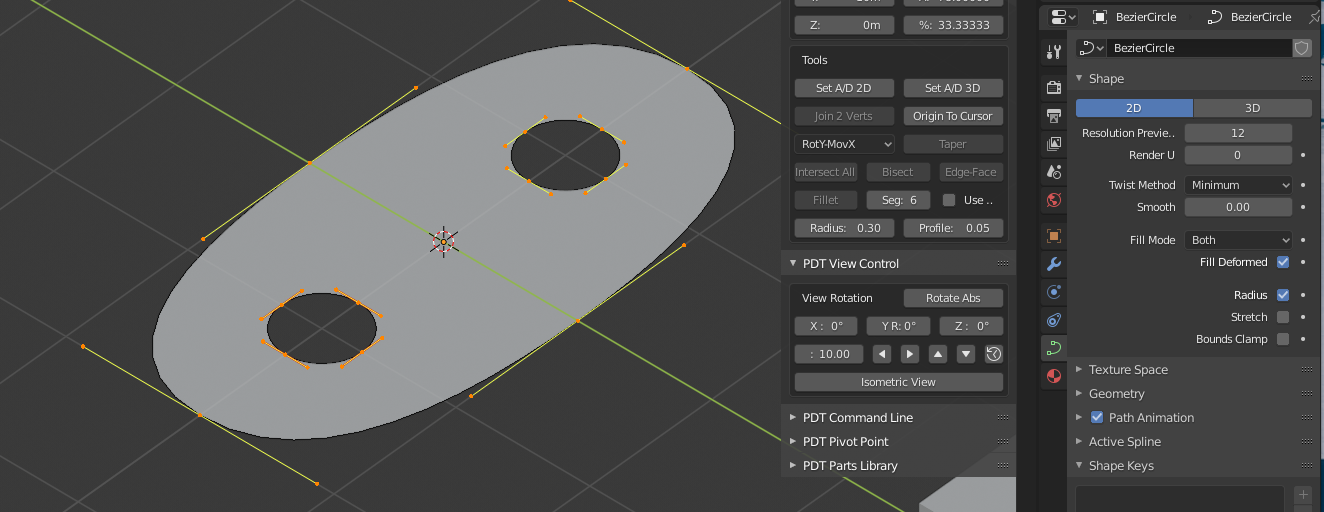 Z: 0m %: 33.33333
Tools
Set A/D 2D Set A/D 3D
Join 2 Verts Origin To Cursor
RotY-MovX Taper
Intersect All Bisect Edge-Face
Fillet Seg: 6 Use ..
Radius: 0.30 Profile: 0.05
PDT View Control
View Rotation Rotate Abs
X : 0° Y R: 0° Z : 0°
: 10.00
Isometric View
PDT Command Line
PDT Pivot Point
PDT Parts Library
BezierCircle BezierCircle
BezierCircle
Shape
2D 3D
Resolution Previe.. 12
Render U 0
Twist Method Minimum
Smooth 0.00
Fill Mode Both
Fill Deformed
Radius
Stretch
Bounds Clamp
Texture Space
Geometry
Path Animation
Active Spline
Shape Keys